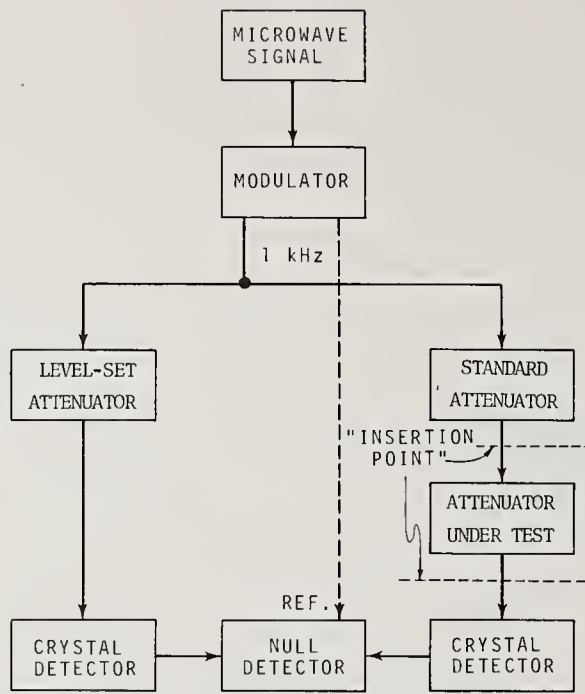 MICROWAVE
SIGNAL
MODULATOR
1 kHz
LEVEL-SET
ATTENUATOR
STANDARD
ATTENUATOR
"INSERTION
POINT"
ATTENUATOR
UNDER TEST
REF.
CRYSTAL
DETECTOR
NULL
DETECTOR
CRYSTAL
DETECTOR